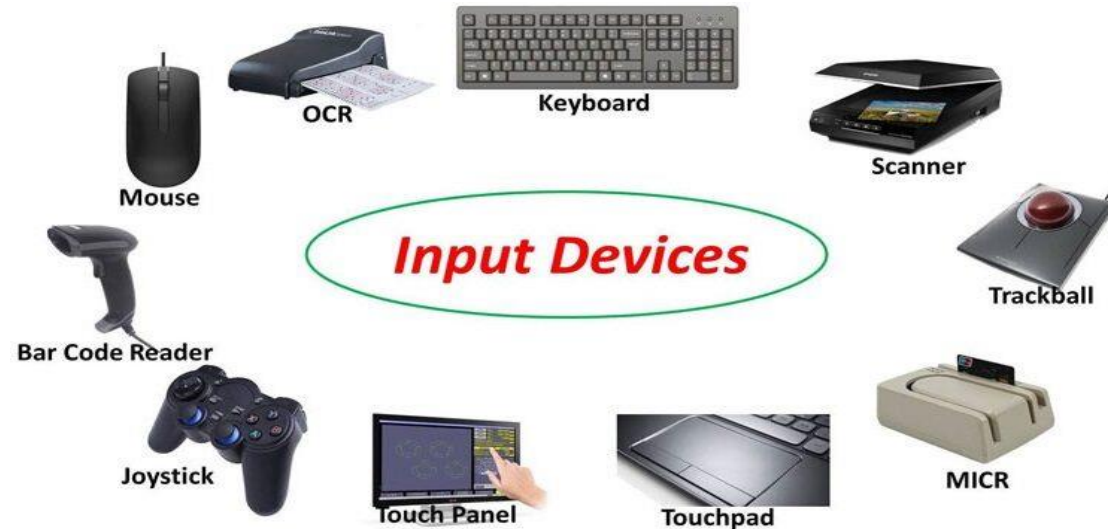 OCR
Keyboard
Scanner
Mouse
Input Devices
Trackball
Bar Code Reader
Joystick
Touch Panel
Touchpad
MICR